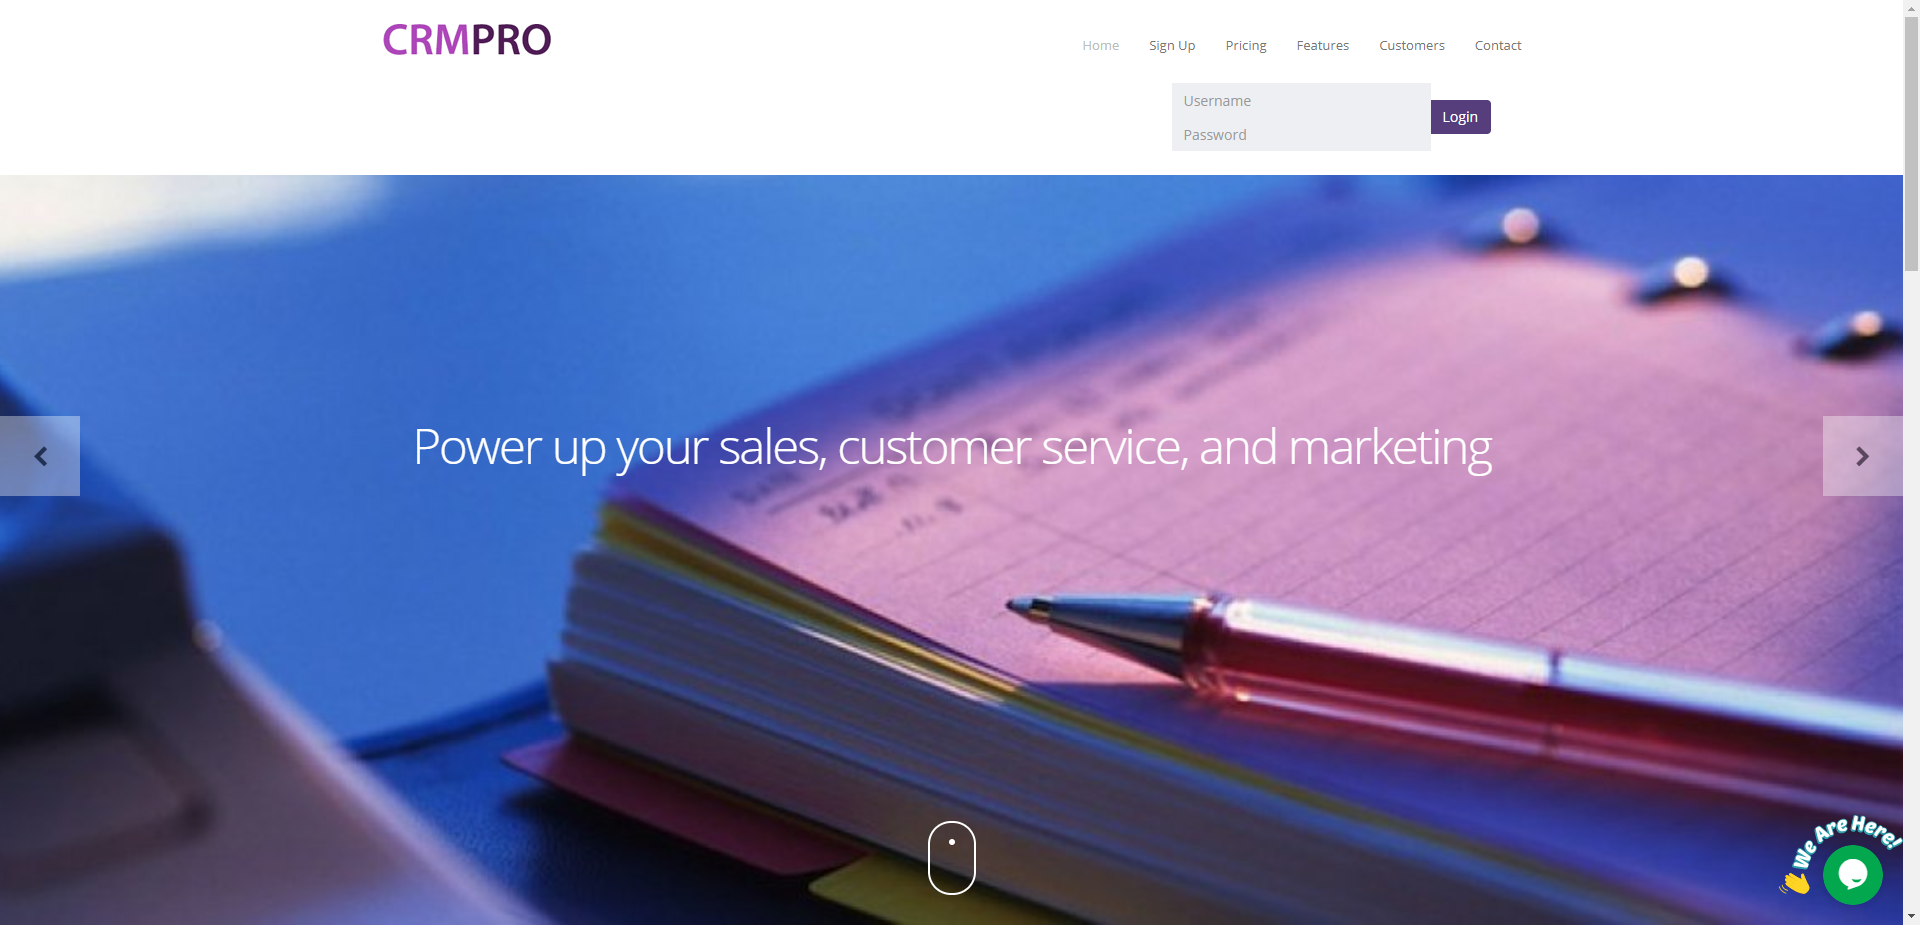 CRMPRO
Home Sign Up Pricing Features Customers Contact
Username
Login
Password
Power up your sales, customer service, and marketing
We Are Here!